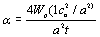 α = 4W_o(1c_o^2 / a^2) / a^2 t